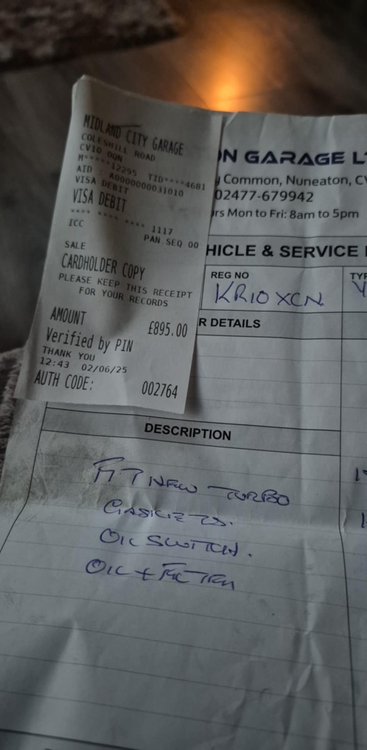 MIDLAND CITY GARAGE
COLESHILL ROAD
CV10 0QN
M*****12295 TID****4681
AID : A0000000031010
VISA DEBIT
VISA DEBIT
**** **** **** 1117
ICC PAN SEQ 00
SALE
CARDHOLDER COPY
PLEASE KEEP THIS RECEIPT
FOR YOUR RECORDS
AMOUNT £895.00
Verified by PIN
THANK YOU
12:43 02/06/25
AUTH CODE: 002764
N GARAGE L
Common, Nuneaton, CV
02477-679942
rs Mon to Fri: 8am to 5pm
HICLE & SERVICE
REG NO
KR10 XCN
TYP
R DETAILS
DESCRIPTION
FIT NEW TURBO
GASKETS.
OIL SWITCH.
OIL + FILTER